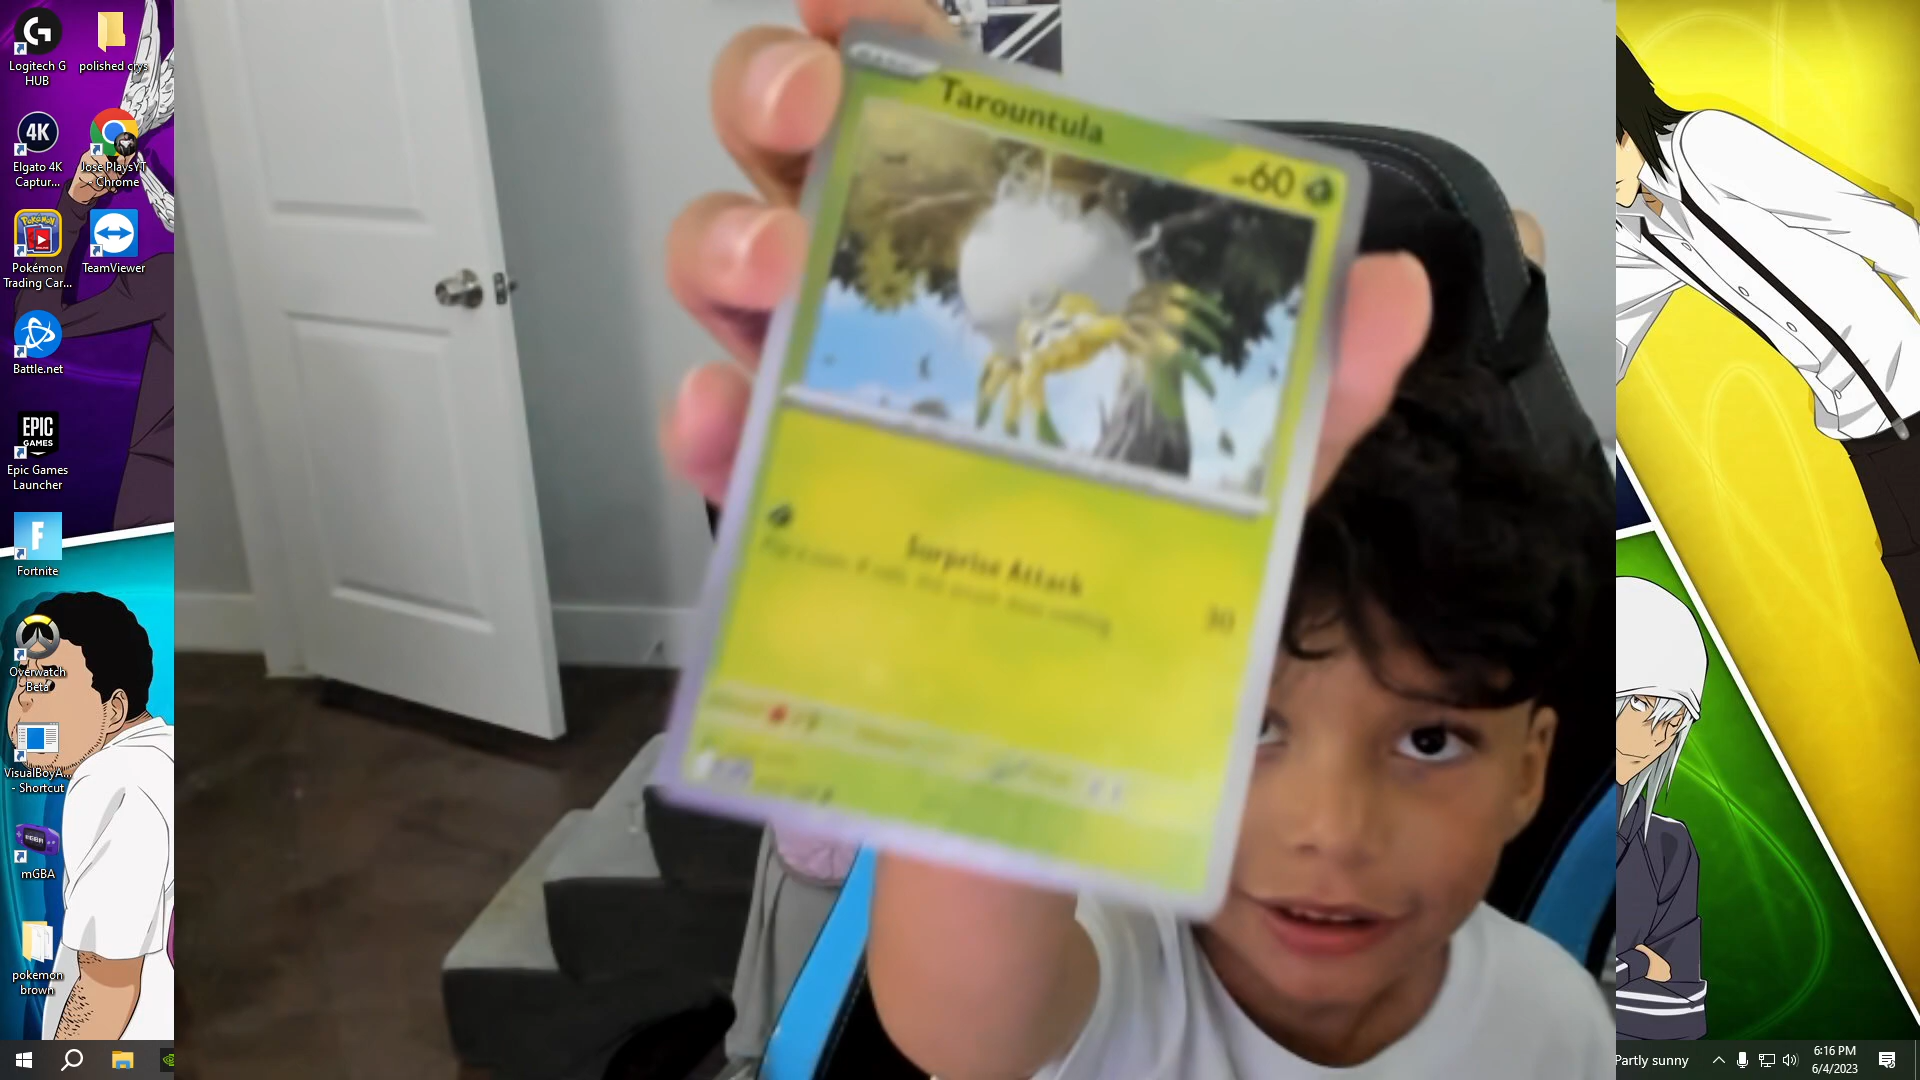 Logitech G
HUB
polished crys
4K
Elgato 4K
Captur...
Jose PlaysYT
- Chrome
Pokémon
Trading Car...
TeamViewer
Battle.net
EPIC
GAMES
Epic Games
Launcher
F
Fortnite
Overwatch
Beta
VisualBoyA...
- Shortcut
mGBA
pokemon
brown
Tarountula
60
Surprise Attack
30
Partly sunny
6:16 PM
6/4/2023